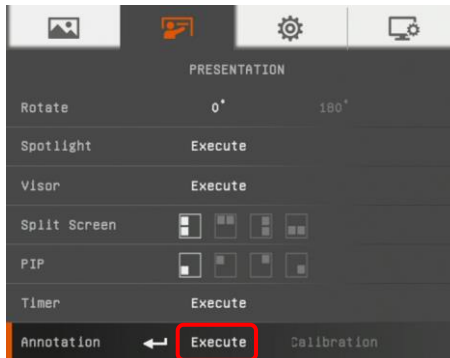 PRESENTATION
Rotate 0° 180°
Spotlight Execute
Visor Execute
Split Screen
PIP
Timer Execute
Annotation Execute Calibration